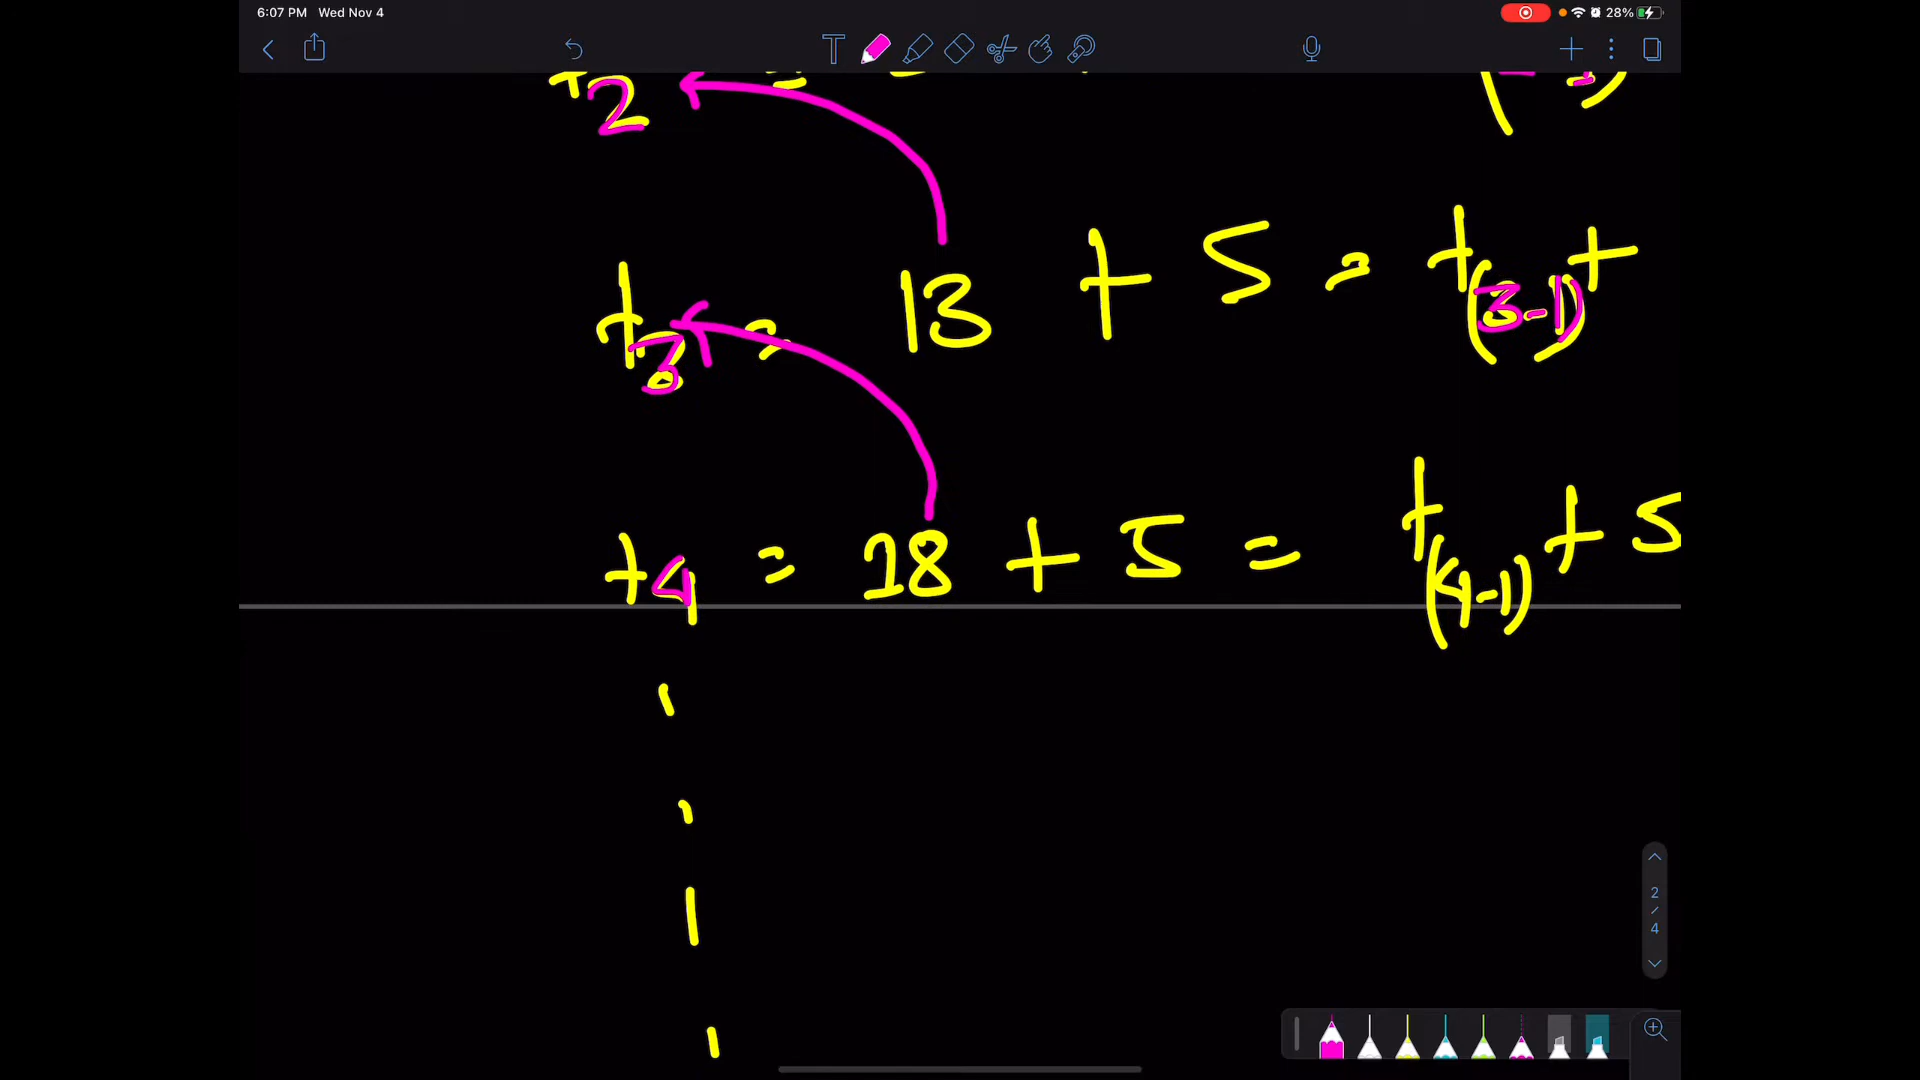 6:07 PM Wed Nov 4 28%
T
t2
t3 = 13 + 5 = t(3-1) +
t4 = 18 + 5 = t(4-1) + 5
2
/
4